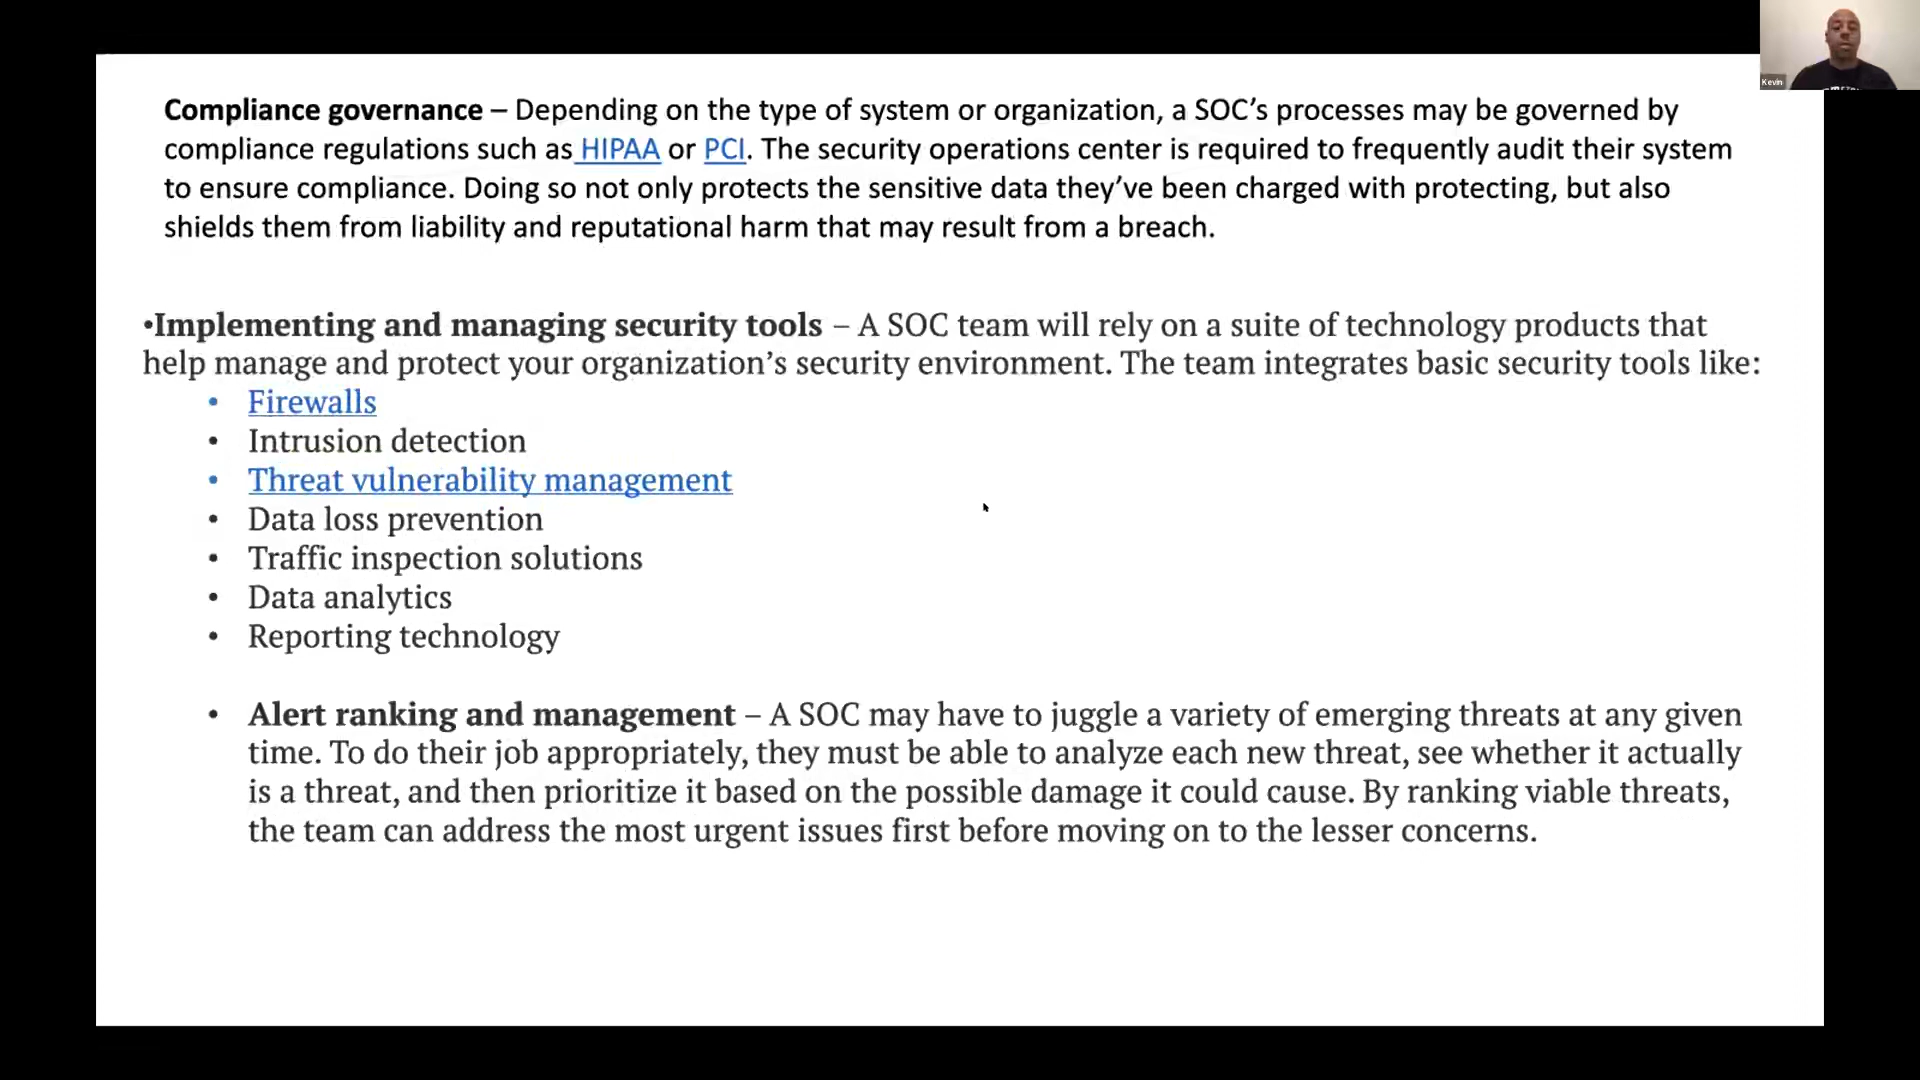 Kevin
Compliance governance – Depending on the type of system or organization, a SOC’s processes may be governed by
compliance regulations such as HIPAA or PCI. The security operations center is required to frequently audit their system
to ensure compliance. Doing so not only protects the sensitive data they’ve been charged with protecting, but also
shields them from liability and reputational harm that may result from a breach.
•Implementing and managing security tools – A SOC team will rely on a suite of technology products that
help manage and protect your organization’s security environment. The team integrates basic security tools like:
• Firewalls
• Intrusion detection
• Threat vulnerability management
• Data loss prevention
• Traffic inspection solutions
• Data analytics
• Reporting technology
• Alert ranking and management – A SOC may have to juggle a variety of emerging threats at any given
time. To do their job appropriately, they must be able to analyze each new threat, see whether it actually
is a threat, and then prioritize it based on the possible damage it could cause. By ranking viable threats,
the team can address the most urgent issues first before moving on to the lesser concerns.